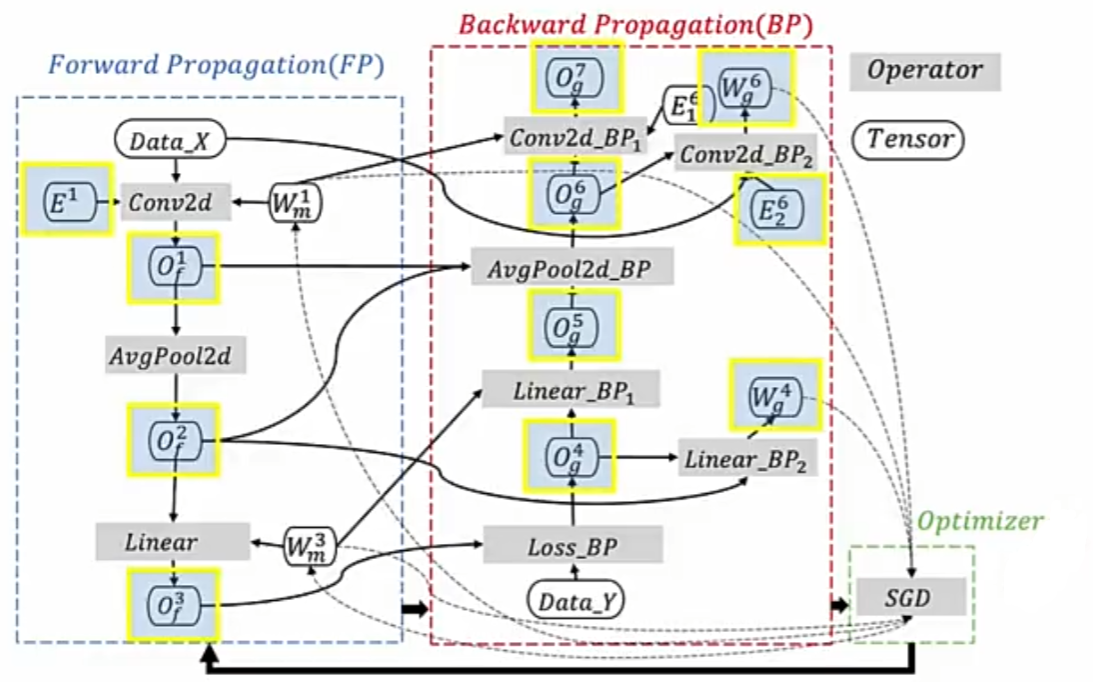 Backward Propagation(BP)
Forward Propagation(FP)
Operator
Tensor
Data_X
E^1
Conv2d
W_m^1
O_f^1
AvgPool2d
O_f^2
Linear
W_m^3
O_f^3
O_g^7
E_1^6
W_g^6
Conv2d_BP_1
Conv2d_BP_2
O_g^6
E_2^6
AvgPool2d_BP
O_g^5
Linear_BP_1
W_g^4
O_g^4
Linear_BP_2
Loss_BP
Data_Y
Optimizer
SGD